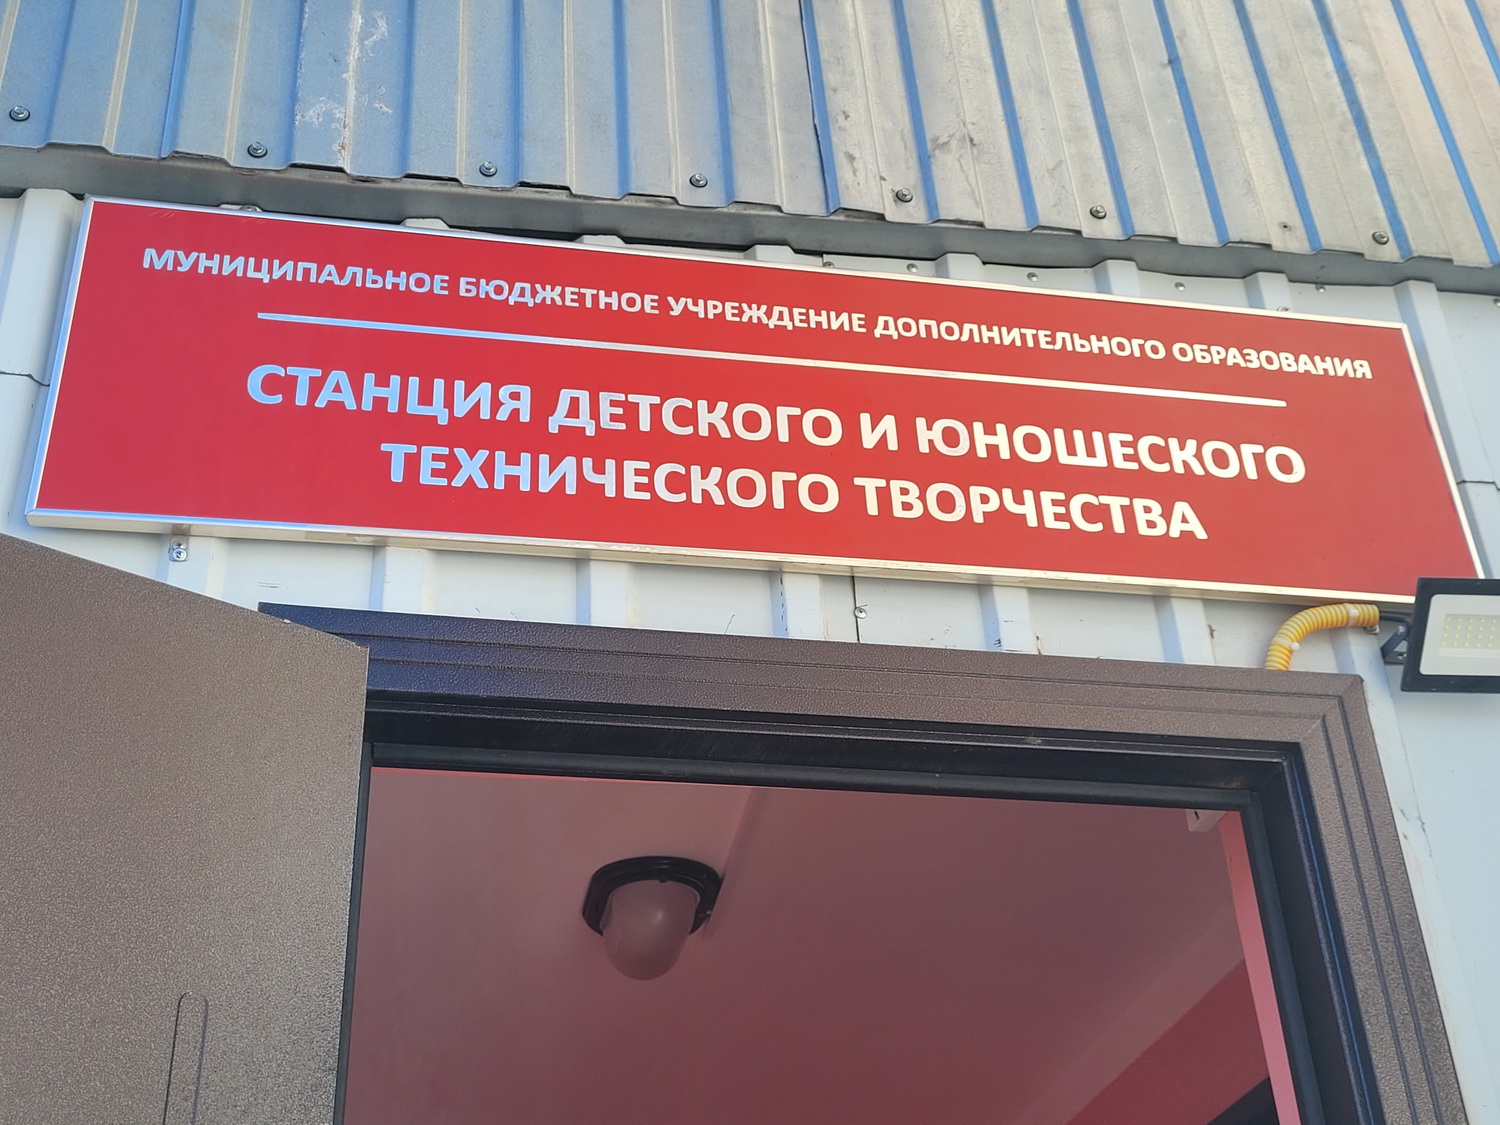 МУНИЦИПАЛЬНОЕ БЮДЖЕТНОЕ УЧРЕЖДЕНИЕ ДОПОЛНИТЕЛЬНОГО ОБРАЗОВАНИЯ
СТАНЦИЯ ДЕТСКОГО И ЮНОШЕСКОГО
ТЕХНИЧЕСКОГО ТВОРЧЕСТВА